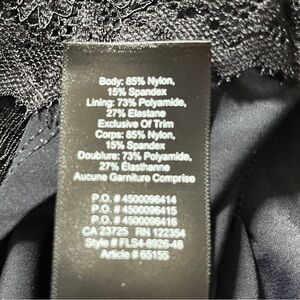 Body: 85% Nylon,
15% Spandex
Lining: 73% Polyamide,
27% Elastane
Exclusive Of Trim
Corps: 85% Nylon,
15% Spandex
Doublure: 73% Polyamide,
27% Élasthanne
Aucune Garniture Comprise
P.O. # 4500096414
P.O. # 4500096415
P.O. # 4500096416
CA 23725 RN 122354
Style # FLS4-8926-48
Article # 65155